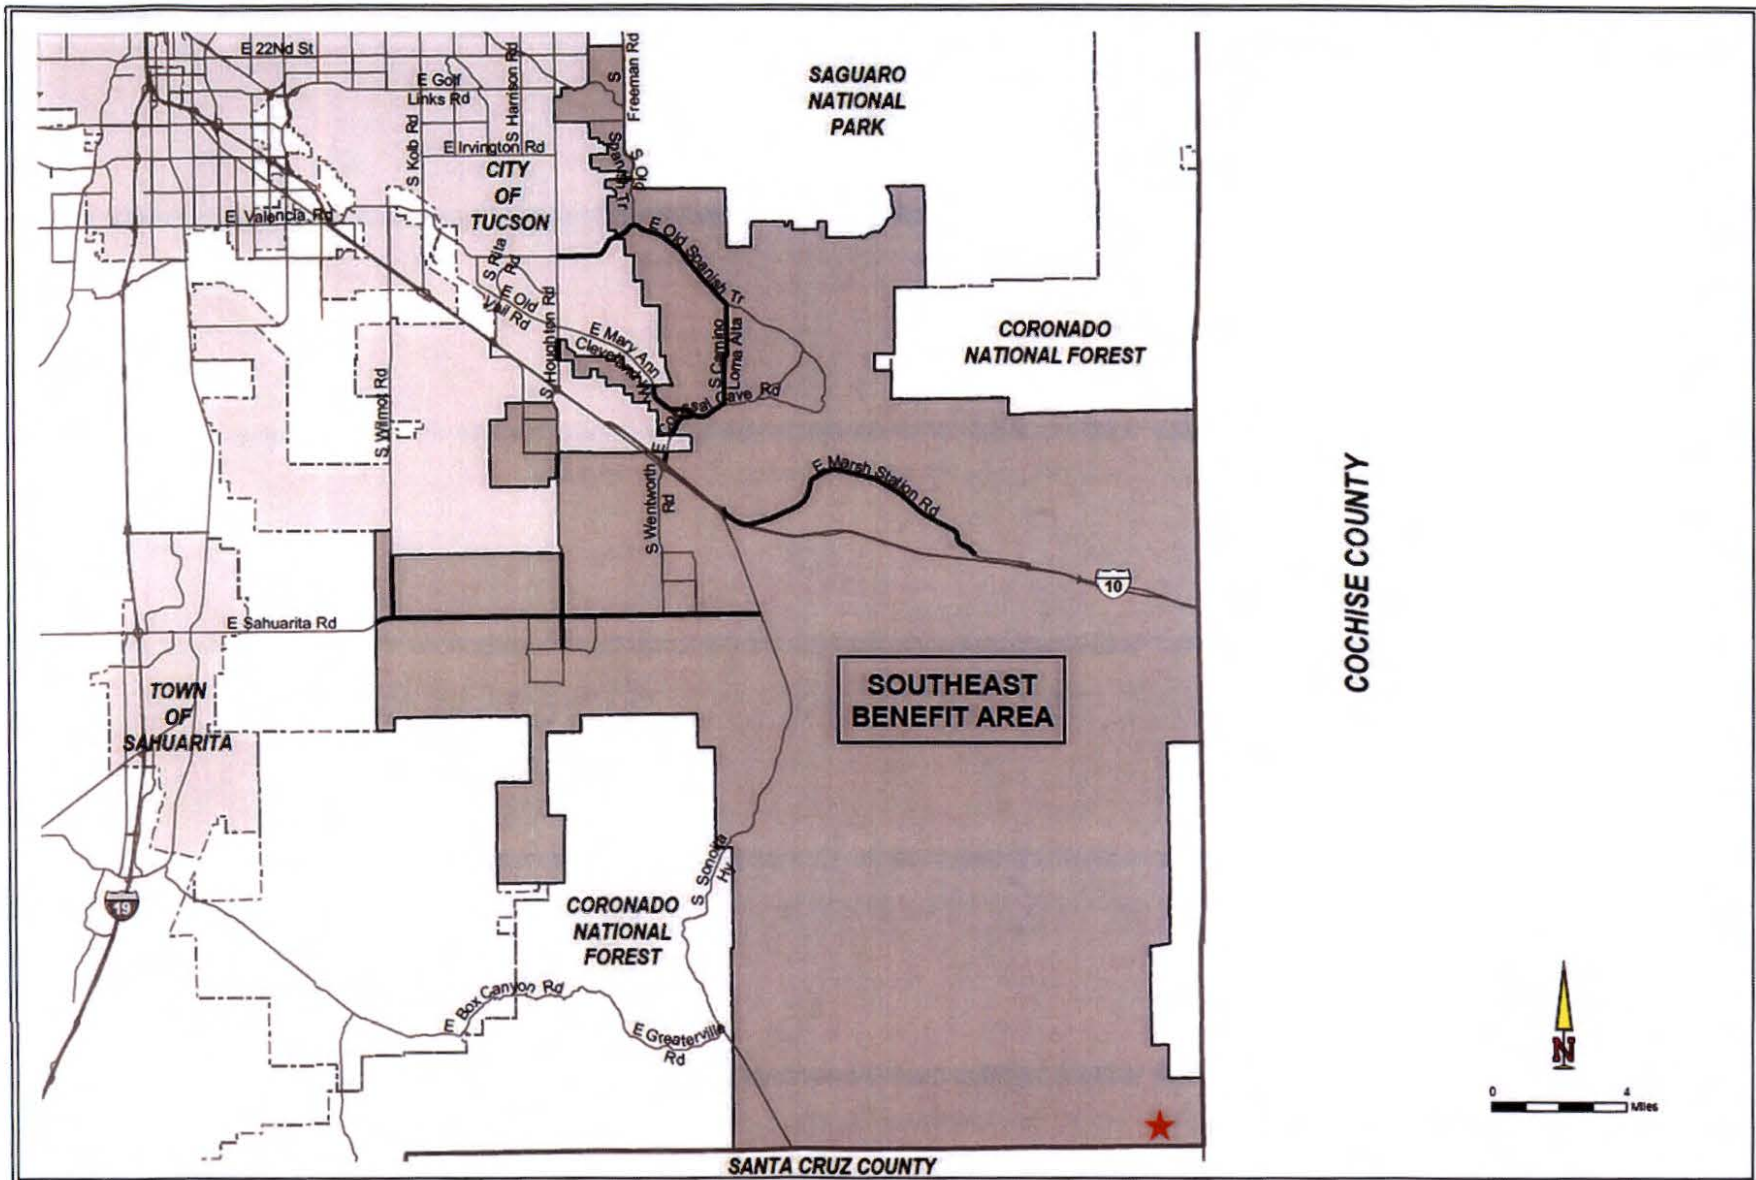 E 22Nd St
E Golf
Links Rd
S Harrison Rd
S
Freeman Rd
SAGUARO
NATIONAL
PARK
S Kolb Rd
E Irvington Rd
S Old
Spanish Tr
CITY
OF
TUCSON
E Valencia Rd
S Rita
Rd
E Old Spanish Tr
E Old
Vail Rd
S Houghton Rd
E Mary Ann
Cleveland W
S Camino
Loma Alta
CORONADO
NATIONAL FOREST
S Wilmot Rd
E Colossal Cave Rd
S Wentworth
Rd
E Marsh Station Rd
COCHISE COUNTY
10
E Sahuarita Rd
SOUTHEAST
BENEFIT AREA
TOWN
OF
SAHUARITA
S Sonoita
Hy
19
CORONADO
NATIONAL
FOREST
E Box Canyon Rd
E Greaterville
Rd
N
0 4
Miles
SANTA CRUZ COUNTY